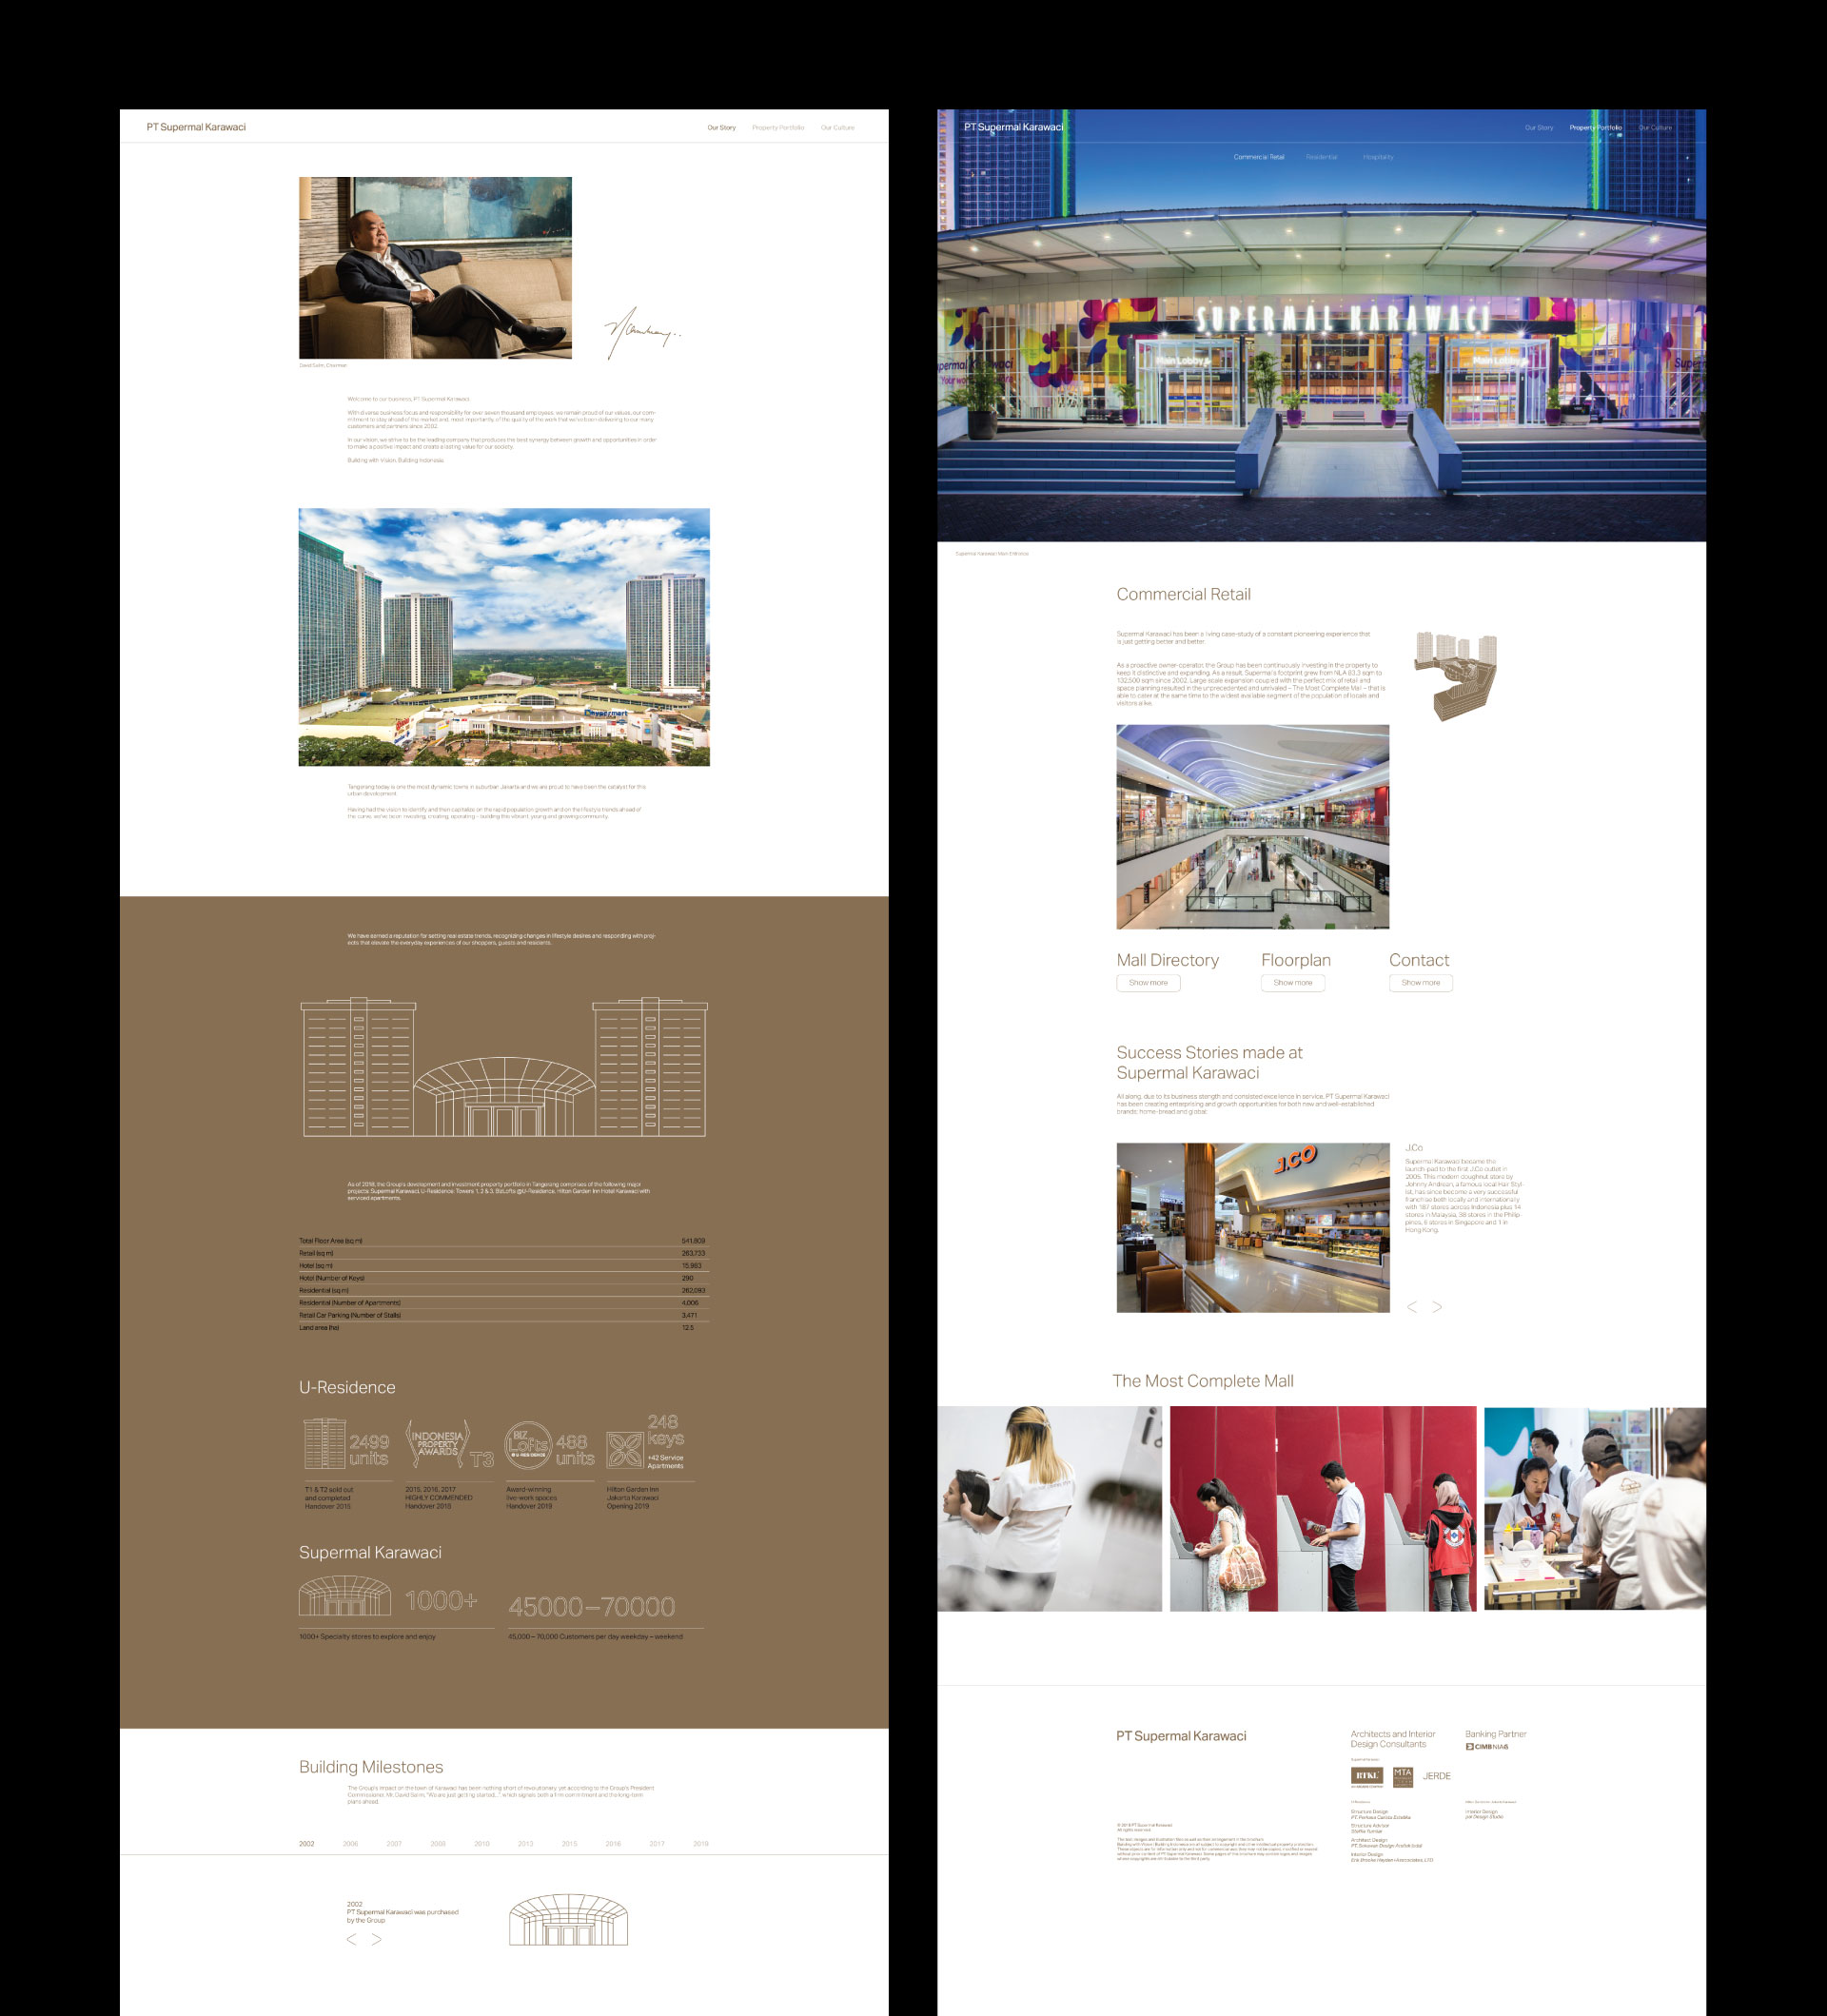 PT Supermal Karawaci
Our Story Property Portfolio Our Culture
David Salim, Chairman
Welcome to our business, PT Supermal Karawaci.
With diverse business focus and responsibility for over seven thousand employees, we remain proud of our values, our com-
mitment to stay ahead of the market and, most importantly, of the quality of the work that we've been delivering to our many
customers and partners since 2002.
In our vision, we strive to be the leading company that produces the best synergy between growth and opportunities in order
to make a positive impact and create a lasting value for our society.
Building with Vision. Building Indonesia.
Tangerang today is one the most dynamic towns in suburban Jakarta and we are proud to have been the catalyst for this
urban development.
Having had the vision to identify and then capitalize on the rapid population growth and on the lifestyle trends ahead of
the curve, we've been investing, creating, operating – building this vibrant, young and growing community.
We have earned a reputation for setting real estate trends, recognizing changes in lifestyle desires and responding with proj-
ects that elevate the everyday experiences of our shoppers, guests and residents.
As of 2018, the Group's development and investment property portfolio in Tangerang comprises of the following major
projects: Supermal Karawaci, U-Residence: Towers 1, 2 & 3, BizLofts @U-Residence, Hilton Garden Inn Hotel Karawaci with
serviced apartments.
Total Floor Area (sq m) 541,809
Retail (sq m) 263,733
Hotel (sq m) 15,983
Hotel (Number of Keys) 290
Residential (sq m) 262,093
Residential (Number of Apartments) 4,006
Retail Car Parking (Number of Stalls) 3,471
Land area (ha) 12.5
U-Residence
2499
units
INDONESIA
PROPERTY
AWARDS
T3
BIZ
Lofts
@ U-RESIDENCE
488
units
248
keys
+42 Service
Apartments
T1 & T2 sold out
and completed
Handover 2015
2015, 2016, 2017
HIGHLY COMMENDED
Handover 2018
Award-winning
live-work spaces
Handover 2019
Hilton Garden Inn
Jakarta Karawaci
Opening 2019
Supermal Karawaci
1000+
45000–70000
1000+ Specialty stores to explore and enjoy
45,000 – 70,000 Customers per day weekday – weekend
Building Milestones
The Group's impact on the town of Karawaci has been nothing short of revolutionary, yet according to the Group's President
Commissioner, Mr. David Salim, "We are just getting started...", which signals both a firm commitment and the long-term
plans ahead.
2002 2006 2007 2009 2010 2013 2015 2016 2017 2019
2002
PT Supermal Karawaci was purchased
by the Group
PT Supermal Karawaci
Our Story Property Portfolio Our Culture
Commercial Retail Residential Hospitality
SUPERMAL KARAWACI
Main Lobby
Main Lobby
Supermal Karawaci Main Entrance
Commercial Retail
Supermal Karawaci has been a living case-study of a constant pioneering experience that
is just getting better and better.
As a proactive owner-operator, the Group has been continuously investing in the property to
keep it distinctive and expanding. As a result, Supermal's footprint grew from NLA 93,3 sqm to
132,500 sqm since 2002. Large scale expansion coupled with the perfect mix of retail and
space planning resulted in the unprecedented and unrivaled – The Most Complete Mall – that is
able to cater at the same time to the widest available segment of the population of locals and
visitors alike.
Mall Directory Floorplan Contact
Show more Show more Show more
Success Stories made at
Supermal Karawaci
All along, due to its business strength and consisted excellence in service, PT Supermal Karawaci
has been creating enterprising and growth opportunities for both new and well-established
brands; home-bread and global.
J.CO
J.Co
Supermal Karawaci became the
launch-pad to the first J.Co outlet in
2005. This modern doughnut store by
Johnny Andrean, a famous local Hair Styl-
ist, has since become a very successful
franchise both locally and internationally
with 187 stores across Indonesia plus 14
stores in Malaysia, 38 stores in the Philip-
pines, 6 stores in Singapore and 1 in
Hong Kong.
The Most Complete Mall
PT Supermal Karawaci
Architects and Interior
Design Consultants
Banking Partner
CIMB NIAGA
RTKL
MTA
JERDE
Structure Design
Structure Advisor
Architect Design
Interior Design
Interior Design
All rights reserved.